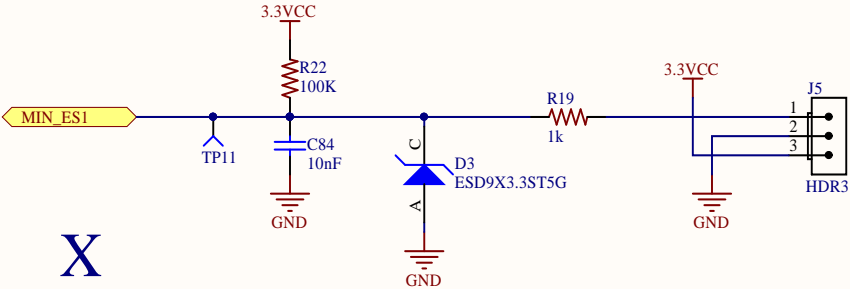 3.3VCC
R22
100K
3.3VCC
J5
MIN_ES1
TP11
C84
10nF
GND
C
D3
ESD9X3.3ST5G
A
GND
R19
1k
1
2
3
HDR3
GND
X